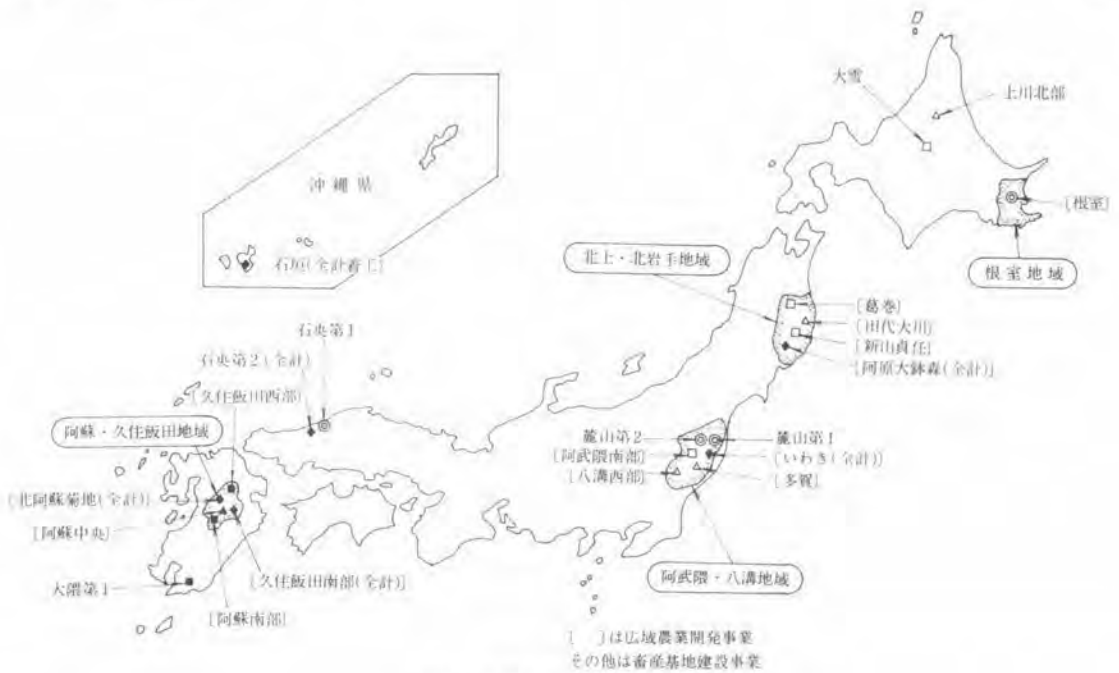 大雪
上川北部
沖縄県
石垣(全計着工)
[根室]
根室地域
北上・北岩手地域
[葛巻]
[田代大川]
[新山貞任]
[阿原大鉢森(全計)]
石央第1
石央第2(全計)
[久住飯田西部]
阿蘇・久住飯田地域
[北阿蘇菊地(全計)]
[阿蘇中央]
大隈第1
[久住飯田南部(全計)]
[阿蘇南部]
麓山第2
麓山第1
[阿武隈南部]
[いわき(全計)]
[八溝西部]
[多賀]
阿武隈・八溝地域
[ ]は広域農業開発事業
その他は畜産基地建設事業